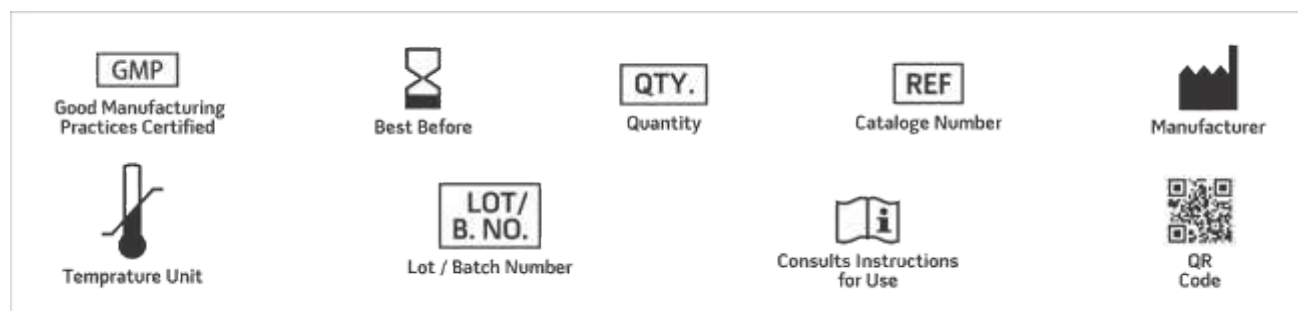 GMP
Good Manufacturing
Practices Certified
Best Before
QTY.
Quantity
REF
Cataloge Number
Manufacturer
Temprature Unit
LOT/
B. NO.
Lot / Batch Number
i
Consults Instructions
for Use
QR
Code